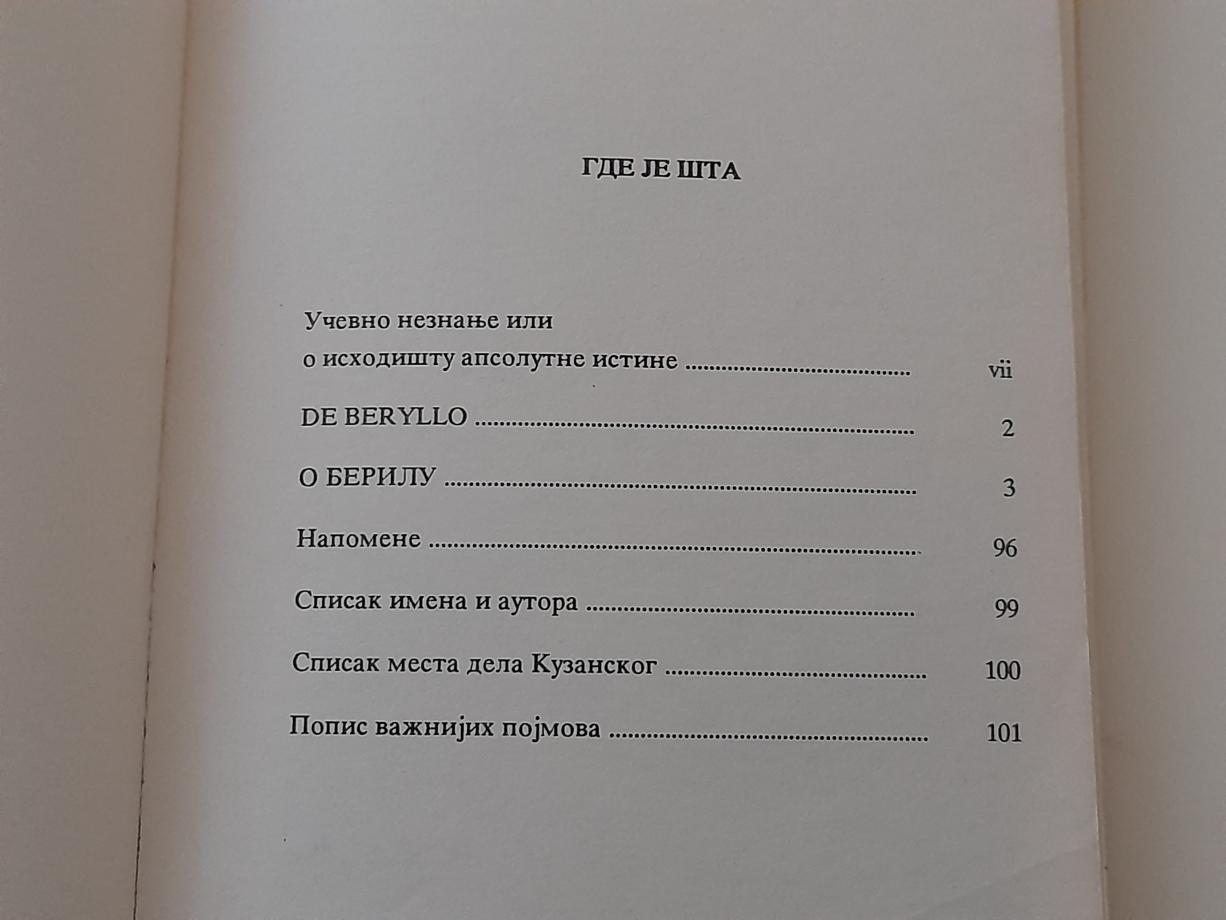 ГДЕ ЈЕ ШТА
Учевно незнање или
о исходишту апсолутне истине ........................................ vii
DE BERYLLO ........................................ 2
О БЕРИЛУ ........................................ 3
Напомене ........................................ 96
Списак имена и аутора ........................................ 99
Списак места дела Кузанског ........................................ 100
Попис важнијих појмова ........................................ 101